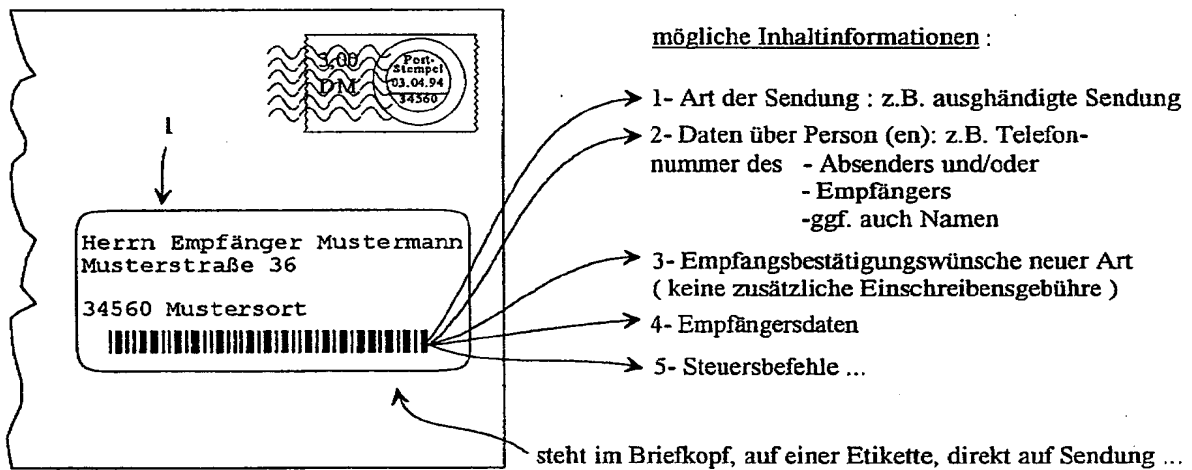 mögliche Inhaltinformationen :
3,00
DM
Port-
Stempel
03.04.94
34560
1- Art der Sendung : z.B. ausghändigte Sendung
2- Daten über Person (en): z.B. Telefon-
nummer des - Absenders und/oder
- Empfängers
-ggf. auch Namen
1
Herrn Empfänger Mustermann
Musterstraße 36
34560 Mustersort
3- Empfangsbestätigungswünsche neuer Art
( keine zusätzliche Einschreibensgebühre )
4- Empfängersdaten
5- Steuersbefehle ...
steht im Briefkopf, auf einer Etikette, direkt auf Sendung ...